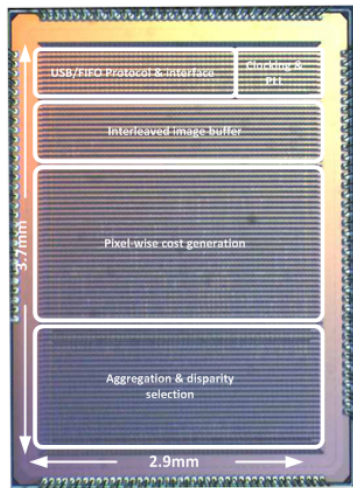 USB/FIFO Protocol & Interface
Clocking &
PLL
Interleaved image buffer
Pixel-wise cost generation
3.7mm
Aggregation & disparity
selection
2.9mm